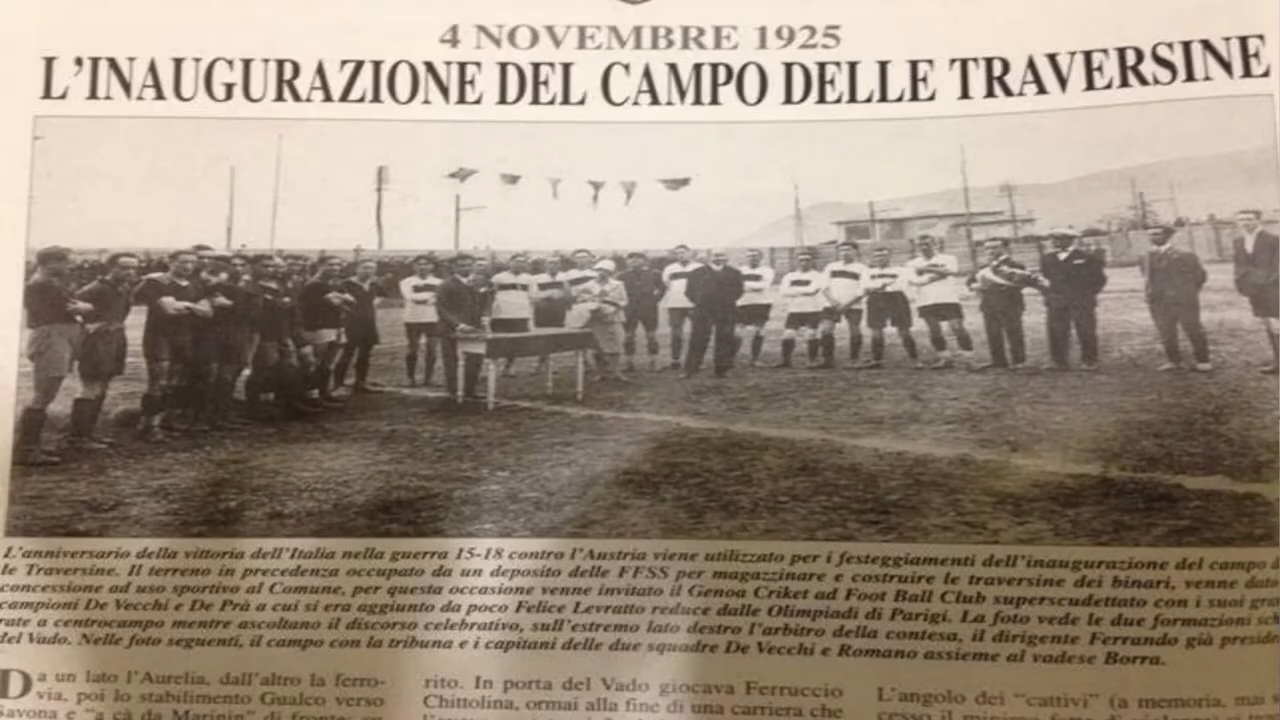 4 NOVEMBRE 1925
L'INAUGURAZIONE DEL CAMPO DELLE TRAVERSINE
L'anniversario della vittoria dell'Italia nella guerra 15-18 contro l'Austria viene utilizzato per i festeggiamenti dell'inaugurazione del campo
le Traversine. Il terreno in precedenza occupato da un deposito delle FFSS per magazzinare e costruire le traversine dei binari, venne dato
concessione ad uso sportivo al Comune, per questa occasione venne invitato il Genoa Criket ad Foot Ball Club superscudettato con i suoi
campioni De Vecchi e De Prà a cui si era aggiunto da poco Felice Levratto reduce dalle Olimpiadi di Parigi. La foto vede le due formazioni
rate a centrocampo mentre ascoltano il discorso celebrativo, sull'estremo lato destro l'arbitro della contesa, il dirigente Ferrando già
del Vado. Nelle foto seguenti, il campo con la tribuna e i capitani delle due squadre De Vecchi e Romano assieme al vadese Borra.
Da un lato l'Aurelia, dall'altro la ferro-
via, poi lo stabilimento Gualco verso
Savona e "a cà da Marinin" di fronte:
rito. In porta del Vado giocava Ferruccio
Chittolina, ormai alla fine di una carriera che
L'angolo dei "cattivi" (a memoria, mai